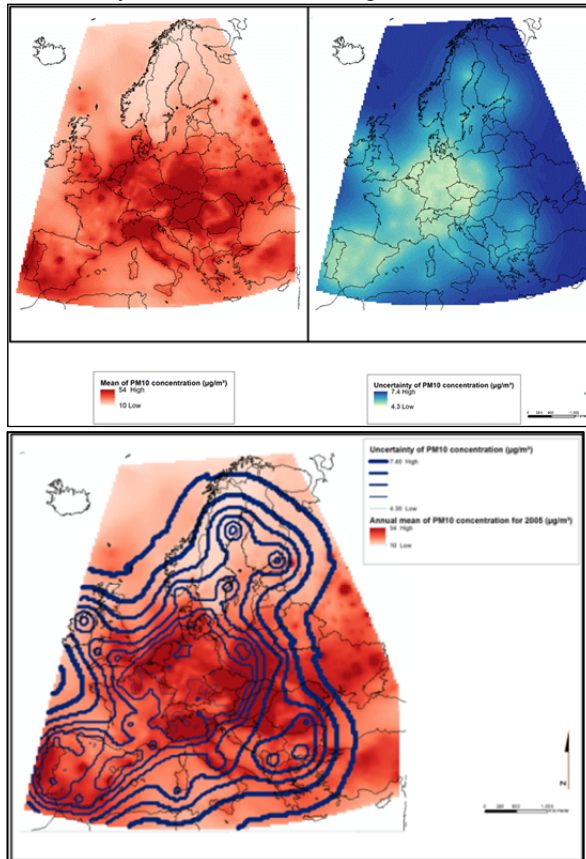 Mean of PM10 concentration (µg/m³)
54 High
10 Low
Uncertainty of PM10 concentration (µg/m³)
7.4 High
4.3 Low
Uncertainty of PM10 concentration (µg/m³)
7.40 High
4.30 Low
Annual mean of PM10 concentration for 2005 (µg/m³)
54 High
10 Low
N